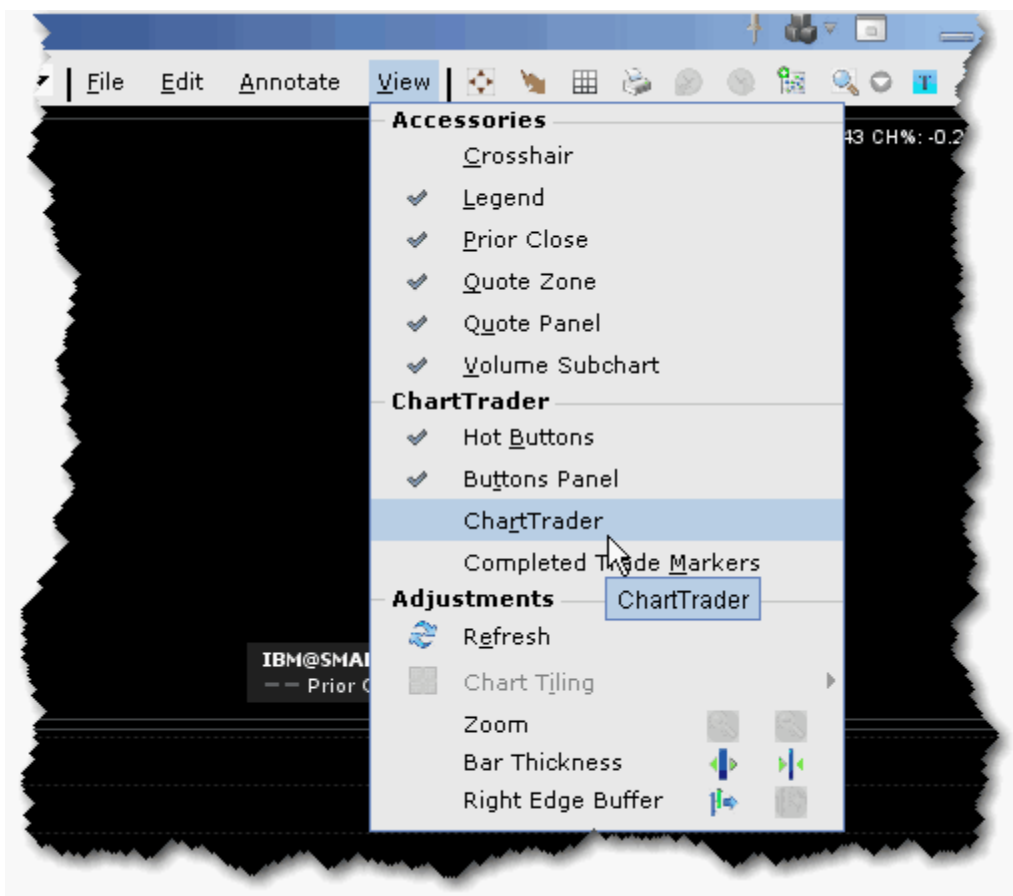 File Edit Annotate View
T
Accessories
43 CH%: -0.2
Crosshair
Legend
Prior Close
Quote Zone
Quote Panel
Volume Subchart
ChartTrader
Hot Buttons
Buttons Panel
ChartTrader
Completed Trade Markers
Adjustments
ChartTrader
Refresh
IBM@SMA
Prior
Chart Tiling
Zoom
Bar Thickness
Right Edge Buffer